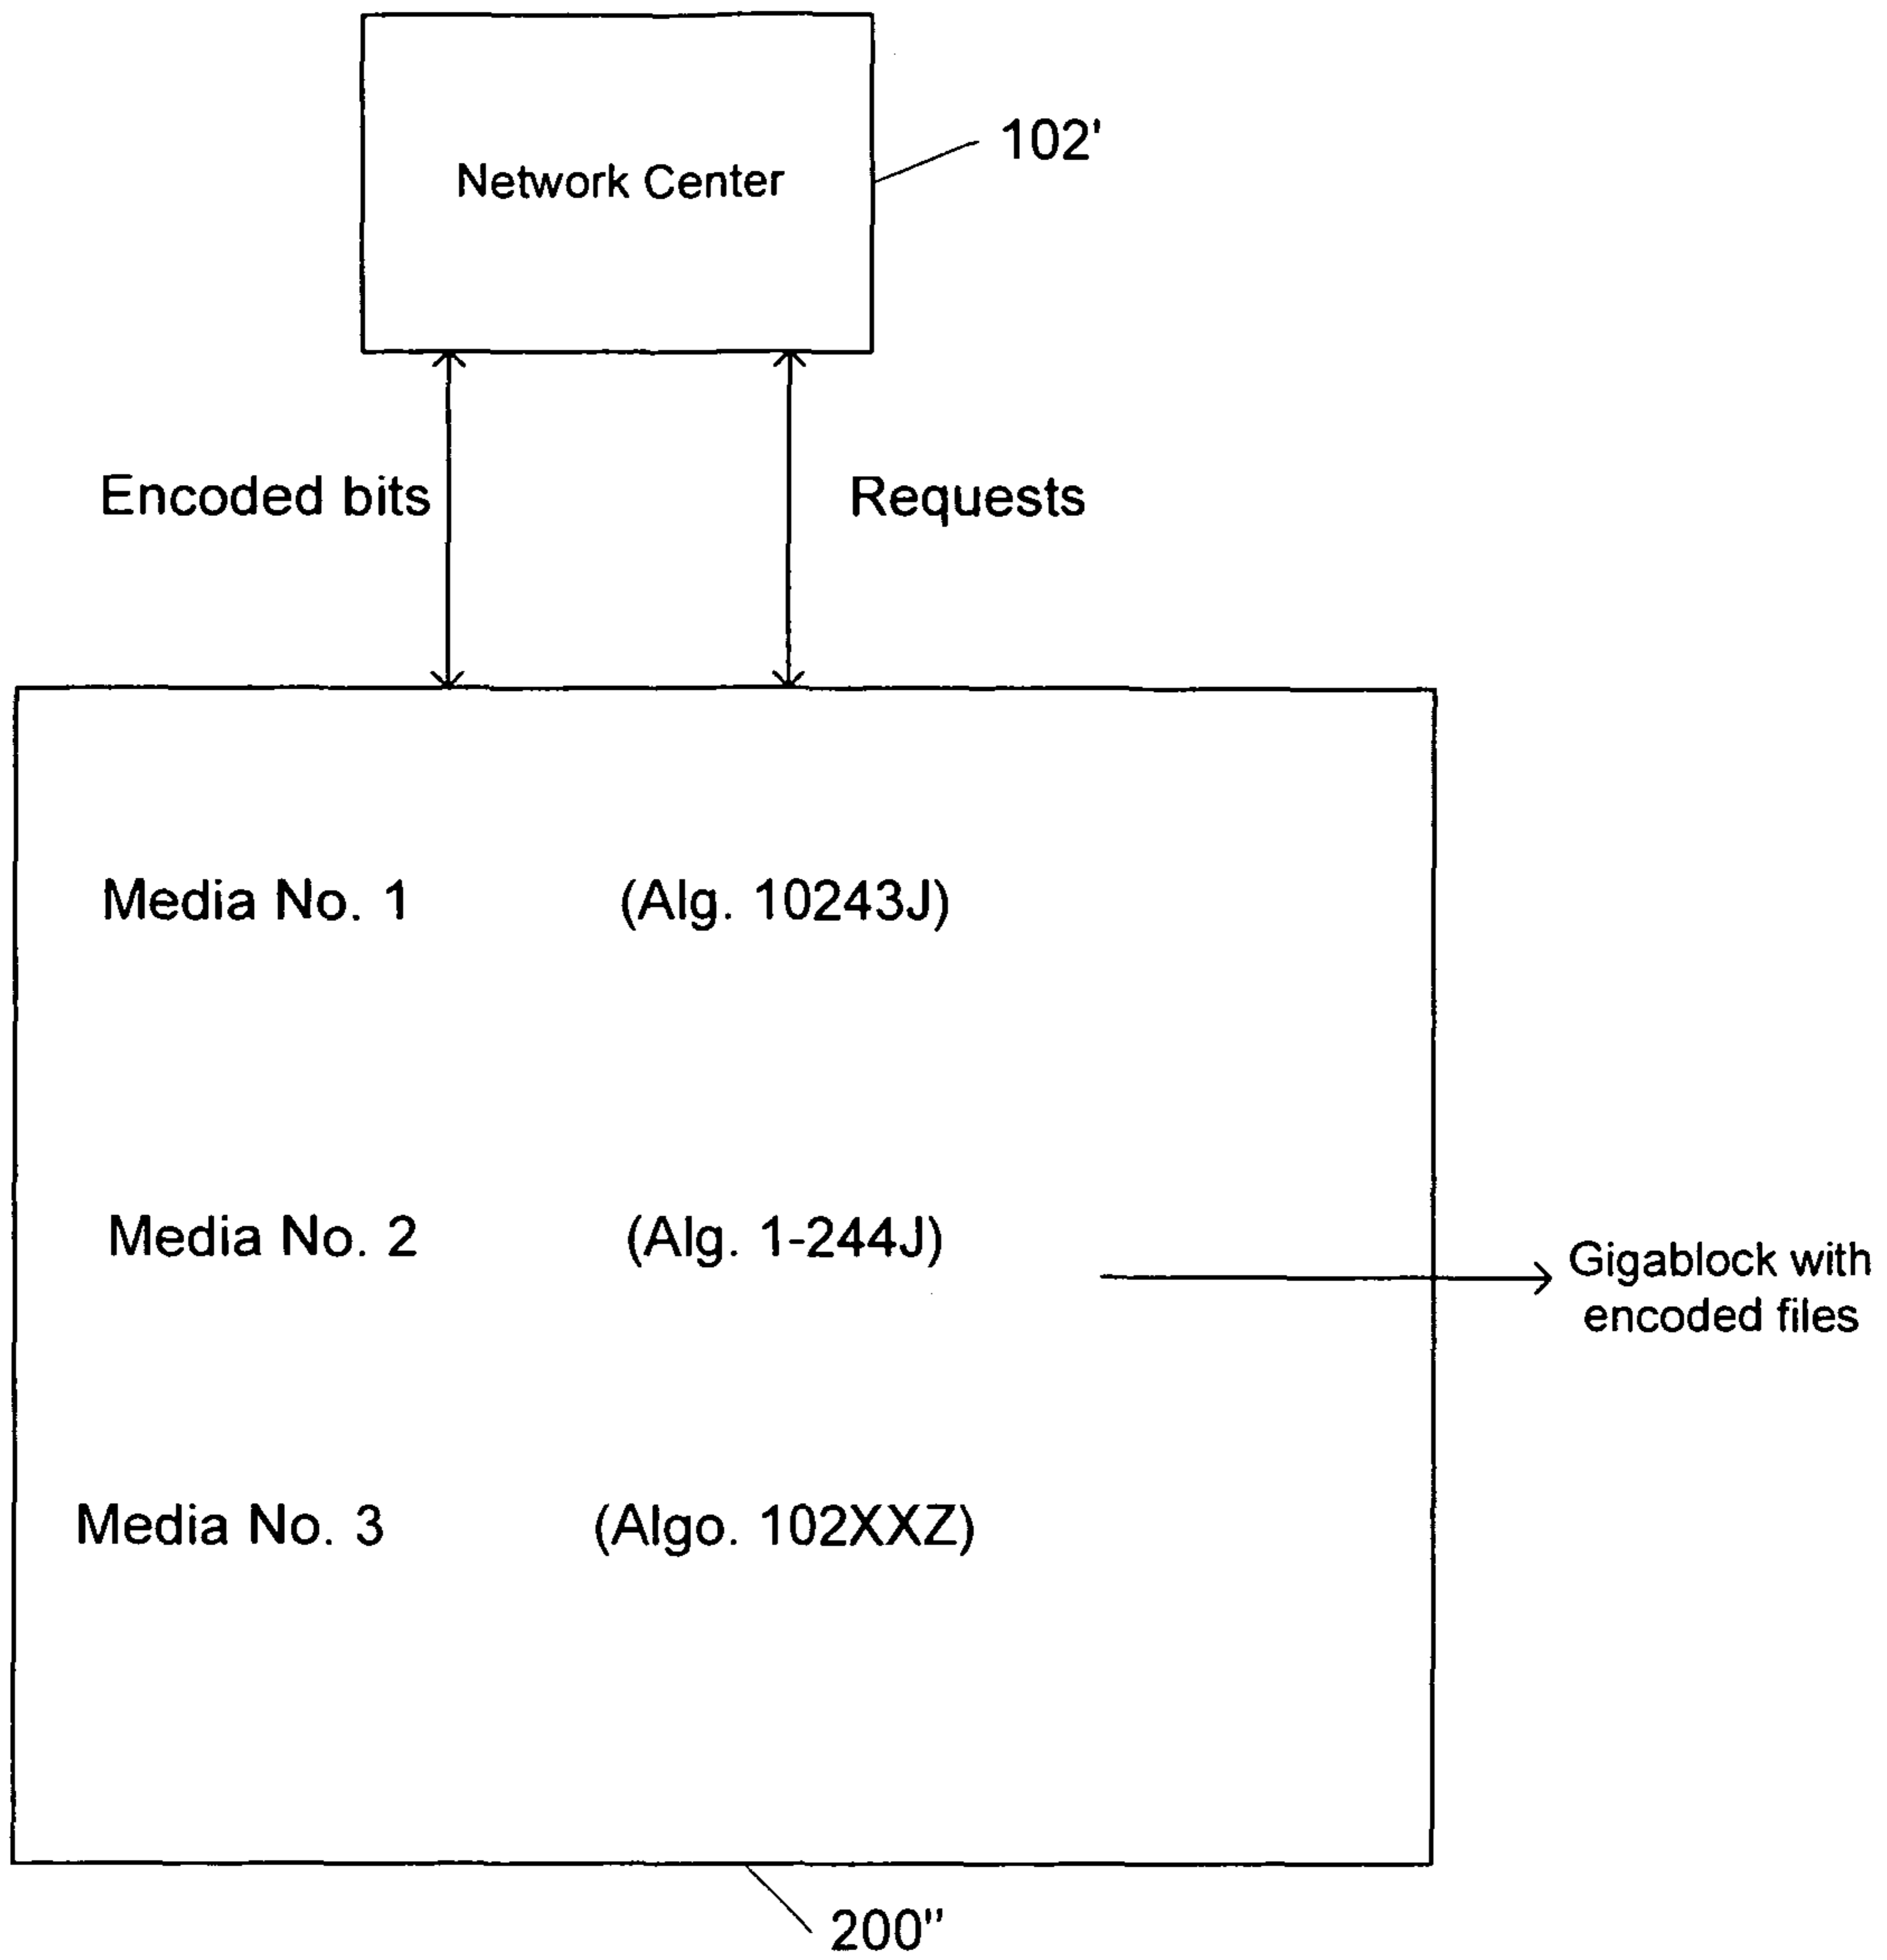 Network Center
102'
Encoded bits
Requests
Media No. 1 (Alg. 10243J)
Media No. 2 (Alg. 1-244J)
Gigablock with
encoded files
Media No. 3 (Algo. 102XXZ)
200"